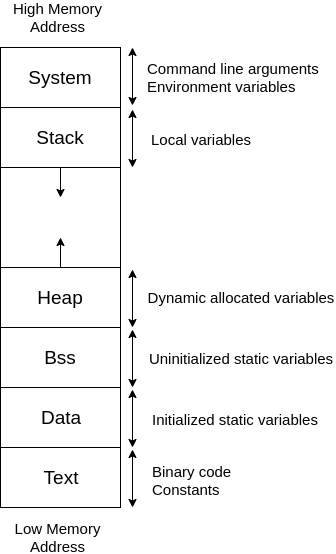 High Memory
Address
System
Command line arguments
Environment variables
Stack
Local variables
Heap
Dynamic allocated variables
Bss
Uninitialized static variables
Data
Initialized static variables
Text
Binary code
Constants
Low Memory
Address